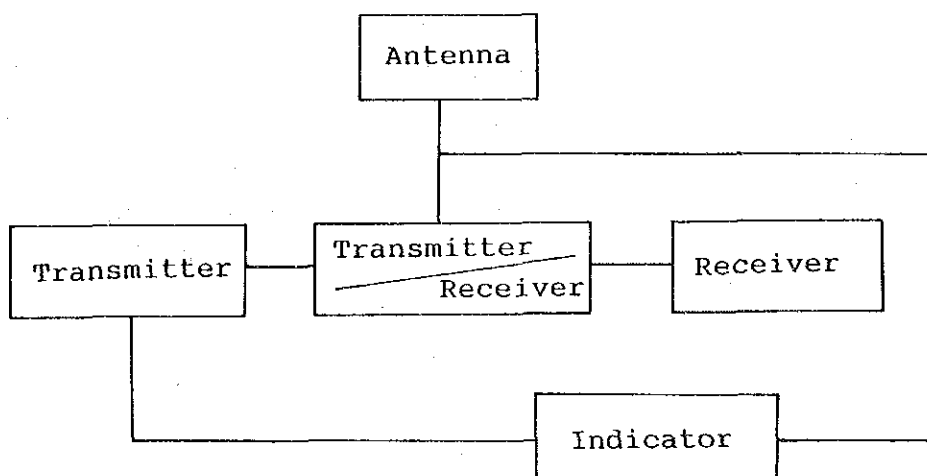 Antenna
Transmitter
Transmitter
Receiver
Receiver
Indicator